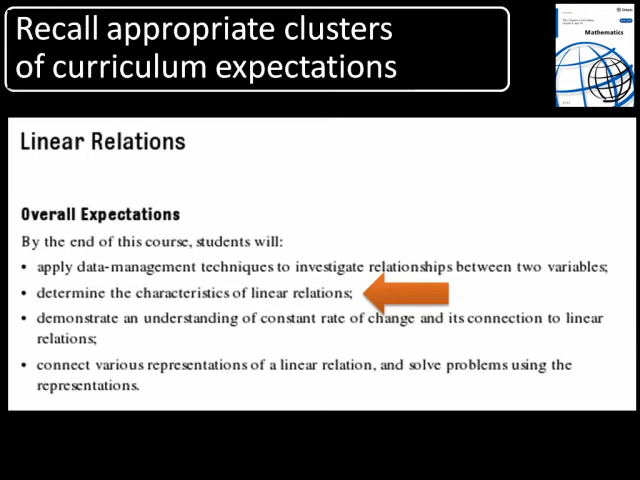 Recall appropriate clusters
of curriculum expectations
Mathematics
Linear Relations
Overall Expectations
By the end of this course, students will:
• apply data-management techniques to investigate relationships between two variables;
• determine the characteristics of linear relations;
• demonstrate an understanding of constant rate of change and its connection to linear
relations;
• connect various representations of a linear relation, and solve problems using the
representations.